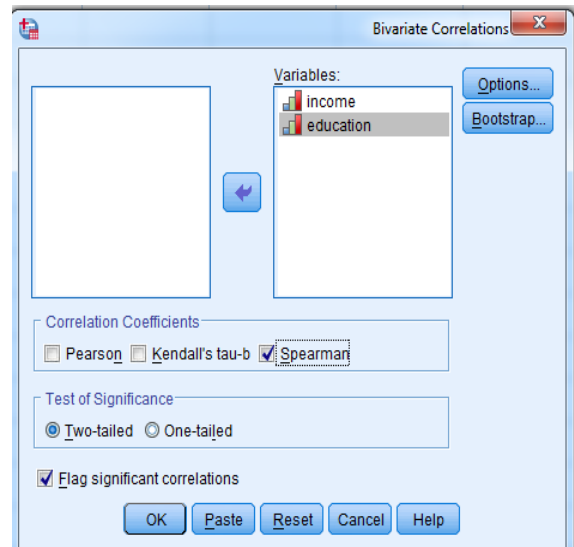 Bivariate Correlations
Variables:
income
education
Options...
Bootstrap...
Correlation Coefficients
Pearson Kendall's tau-b Spearman
Test of Significance
Two-tailed One-tailed
Flag significant correlations
OK Paste Reset Cancel Help